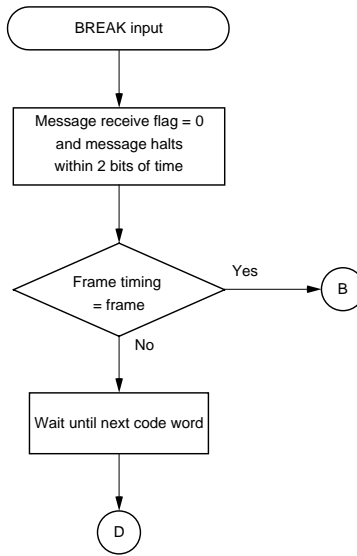 BREAK input
Message receive flag = 0
and message halts
within 2 bits of time
Frame timing
= frame
Yes
B
No
Wait until next code word
D